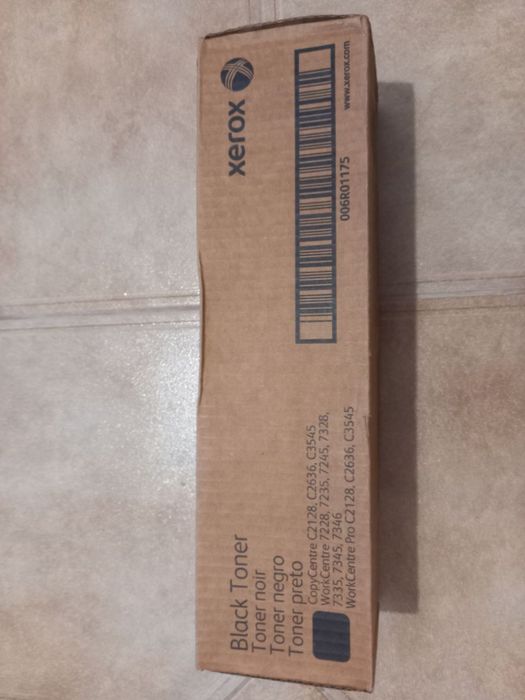 Black Toner
Toner noir
Toner negro
Toner preto
CopyCentre C2128, C2636, C3545
WorkCentre 7228, 7235, 7245, 7328,
7335, 7345, 7346
WorkCentre Pro C2128, C2636, C3545
xerox
006R01175
www.xerox.com